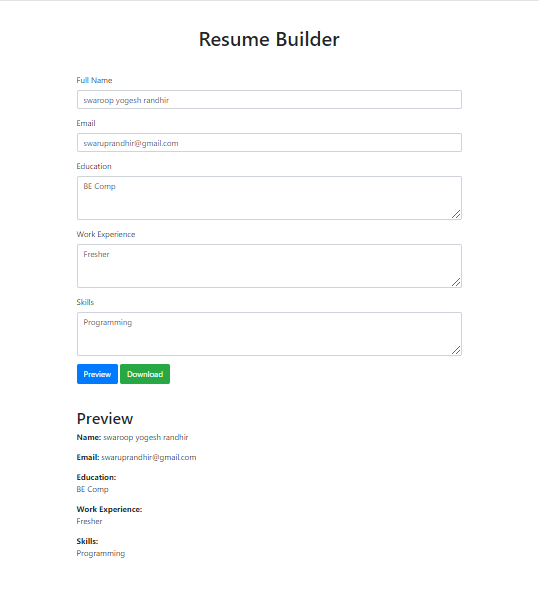 Resume Builder
Full Name
swaroop yogesh randhir
Email
swaruprandhir@gmail.com
Education
BE Comp
Work Experience
Fresher
Skills
Programming
Preview Download
Preview
Name: swaroop yogesh randhir
Email: swaruprandhir@gmail.com
Education:
BE Comp
Work Experience:
Fresher
Skills:
Programming